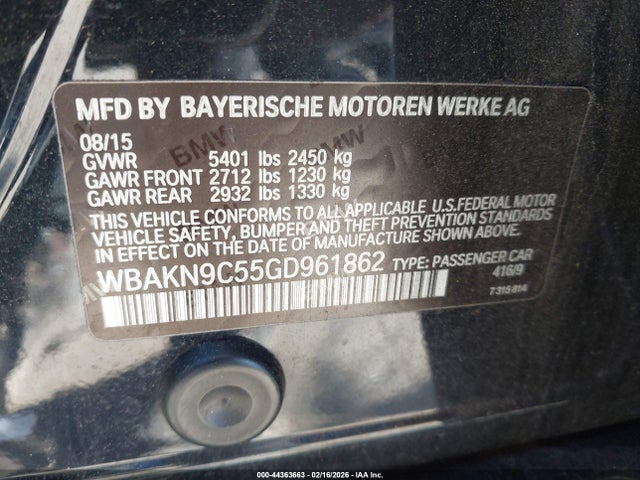 MFD BY BAYERISCHE MOTOREN WERKE AG
08/15
GVWR 5401 lbs 2450 kg
GAWR FRONT 2712 lbs 1230 kg
GAWR REAR 2932 lbs 1330 kg
THIS VEHICLE CONFORMS TO ALL APPLICABLE U.S.FEDERAL MOTOR
VEHICLE SAFETY, BUMPER AND THEFT PREVENTION STANDARDS
IN EFFECT ON THE DATE OF MANUFACTURE SHOWN ABOVE.
WBAKN9C55GD961862 TYPE: PASSENGER CAR
416/9
7 315 814
000-44363663 - 02/16/2026 - IAA Inc.